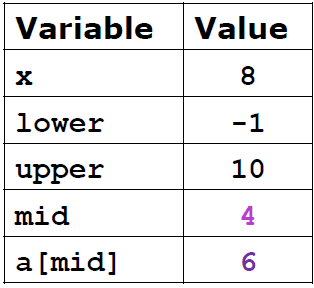 Variable Value
x 8
lower -1
upper 10
mid 4
a[mid] 6